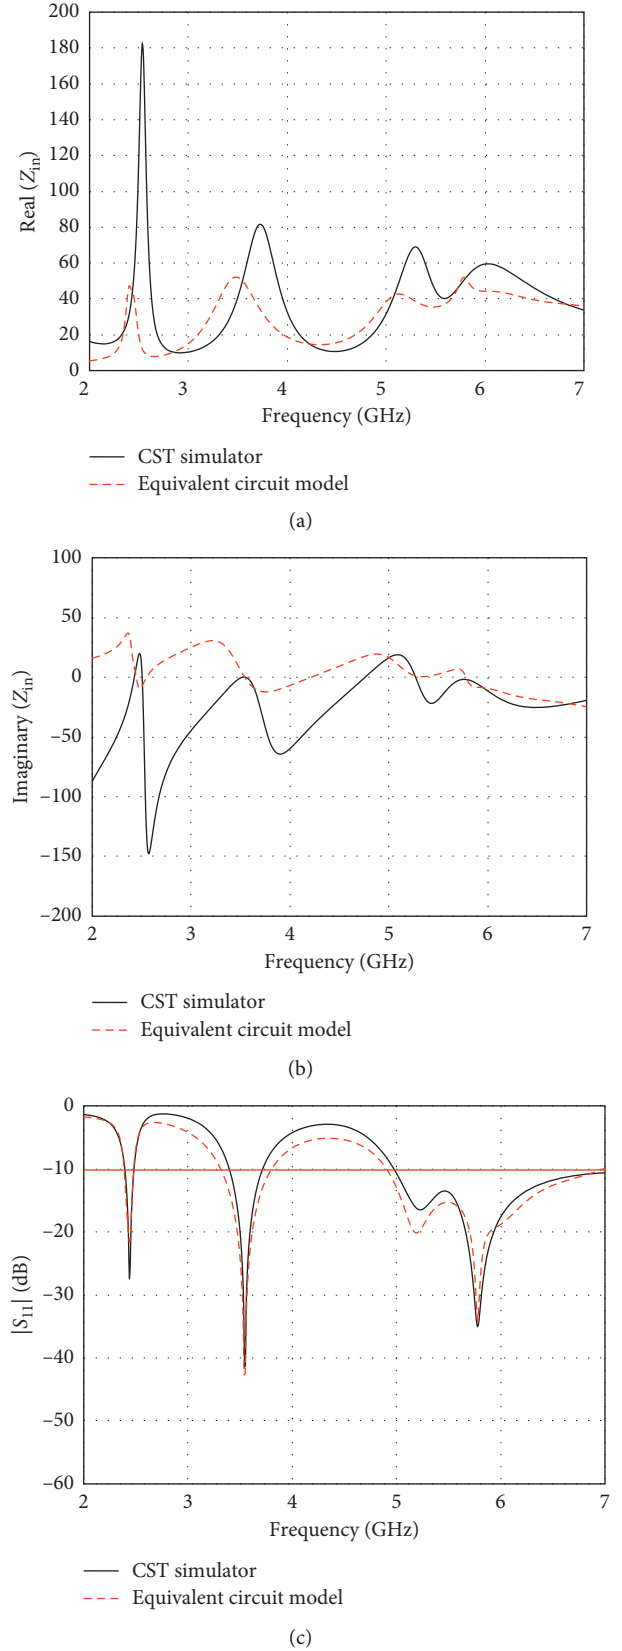 200
180
160
140
120
100
80
60
40
20
0
Real (Zin)
2 3 4 5 6 7
Frequency (GHz)
CST simulator
Equivalent circuit model
(a)
100
50
0
–50
–100
–150
–200
Imaginary (Zin)
2 3 4 5 6 7
Frequency (GHz)
CST simulator
Equivalent circuit model
(b)
0
–10
–20
–30
–40
–50
–60
|S11| (dB)
2 3 4 5 6 7
Frequency (GHz)
CST simulator
Equivalent circuit model
(c)